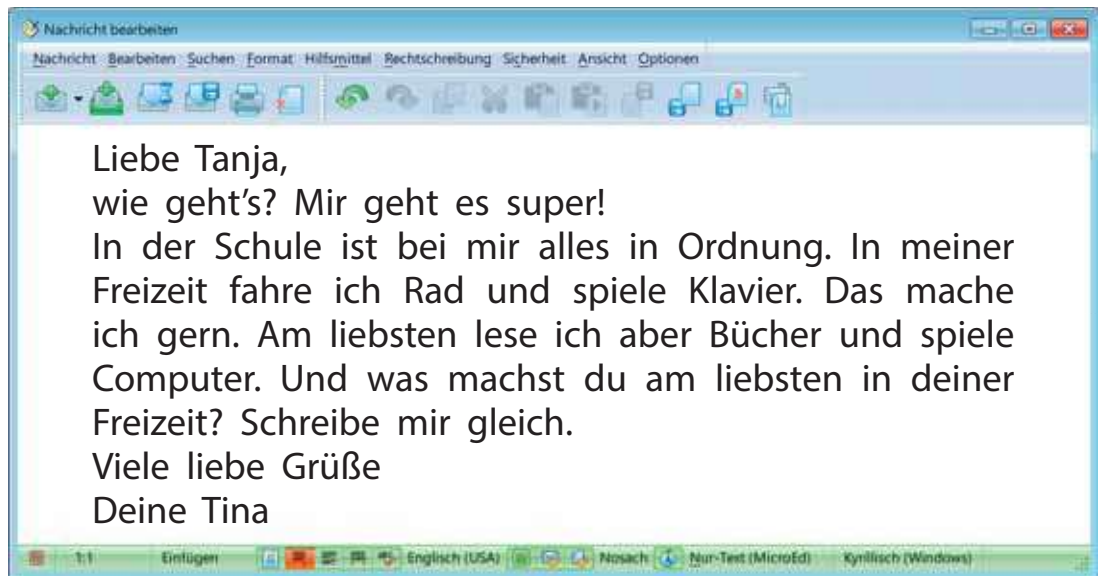 Nachricht bearbeiten
Nachricht Bearbeiten Suchen Format Hilfsmittel Rechtschreibung Sicherheit Ansicht Optionen
Liebe Tanja,
wie geht's? Mir geht es super!
In der Schule ist bei mir alles in Ordnung. In meiner
Freizeit fahre ich Rad und spiele Klavier. Das mache
ich gern. Am liebsten lese ich aber Bücher und spiele
Computer. Und was machst du am liebsten in deiner
Freizeit? Schreibe mir gleich.
Viele liebe Grüße
Deine Tina
1:1 Einfügen Englisch (USA) Nosach Nur-Text (MicroEd) Kyrillisch (Windows)